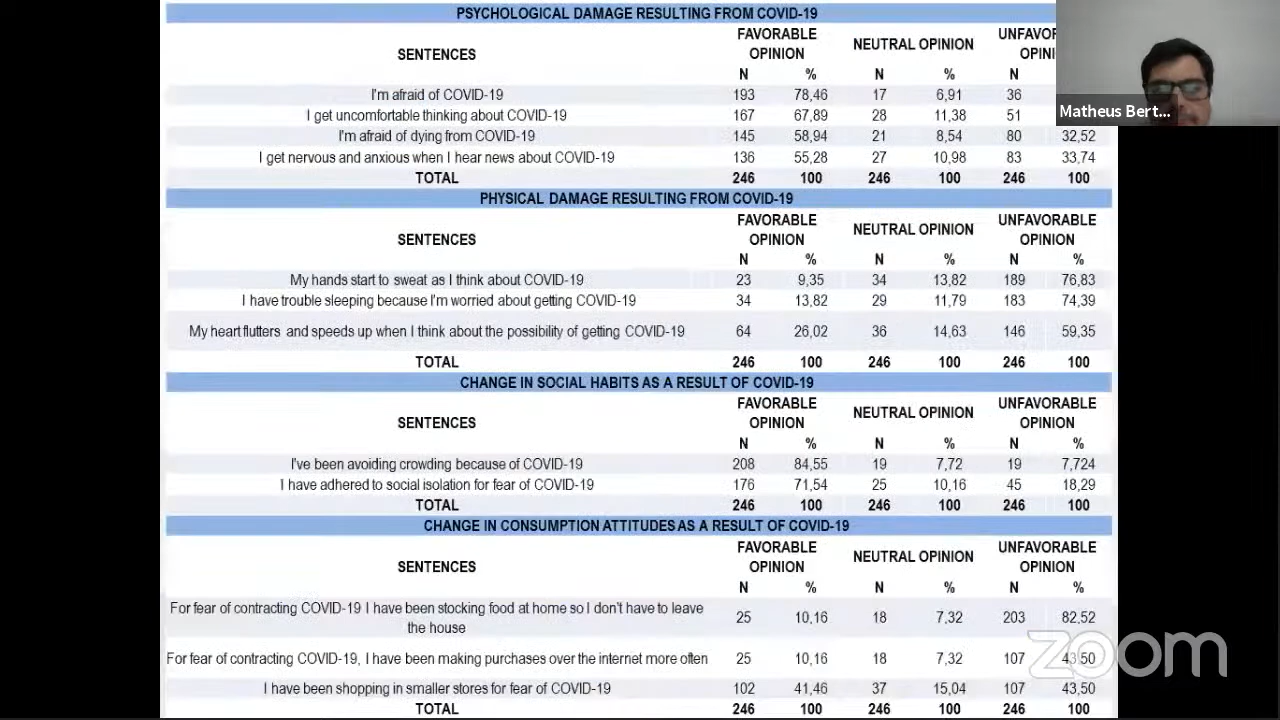 PSYCHOLOGICAL DAMAGE RESULTING FROM COVID-19
SENTENCES FAVORABLE OPINION NEUTRAL OPINION UNFAVOR OPINI
N % N % N
I'm afraid of COVID-19 193 78,46 17 6,91 36
I get uncomfortable thinking about COVID-19 167 67,89 28 11,38 51
I'm afraid of dying from COVID-19 145 58,94 21 8,54 80 32,52
I get nervous and anxious when I hear news about COVID-19 136 55,28 27 10,98 83 33,74
TOTAL 246 100 246 100 246 100
PHYSICAL DAMAGE RESULTING FROM COVID-19
SENTENCES FAVORABLE OPINION NEUTRAL OPINION UNFAVORABLE OPINION
N % N % N %
My hands start to sweat as I think about COVID-19 23 9,35 34 13,82 189 76,83
I have trouble sleeping because I'm worried about getting COVID-19 34 13,82 29 11,79 183 74,39
My heart flutters and speeds up when I think about the possibility of getting COVID-19 64 26,02 36 14,63 146 59,35
TOTAL 246 100 246 100 246 100
CHANGE IN SOCIAL HABITS AS A RESULT OF COVID-19
SENTENCES FAVORABLE OPINION NEUTRAL OPINION UNFAVORABLE OPINION
N % N % N %
I've been avoiding crowding because of COVID-19 208 84,55 19 7,72 19 7,724
I have adhered to social isolation for fear of COVID-19 176 71,54 25 10,16 45 18,29
TOTAL 246 100 246 100 246 100
CHANGE IN CONSUMPTION ATTITUDES AS A RESULT OF COVID-19
SENTENCES FAVORABLE OPINION NEUTRAL OPINION UNFAVORABLE OPINION
N % N % N %
For fear of contracting COVID-19 I have been stocking food at home so I don't have to leave
the house 25 10,16 18 7,32 203 82,52
For fear of contracting COVID-19, I have been making purchases over the internet more often 25 10,16 18 7,32 107 43,50
I have been shopping in smaller stores for fear of COVID-19 102 41,46 37 15,04 107 43,50
TOTAL 246 100 246 100 246 100
Matheus Bert...
zoom